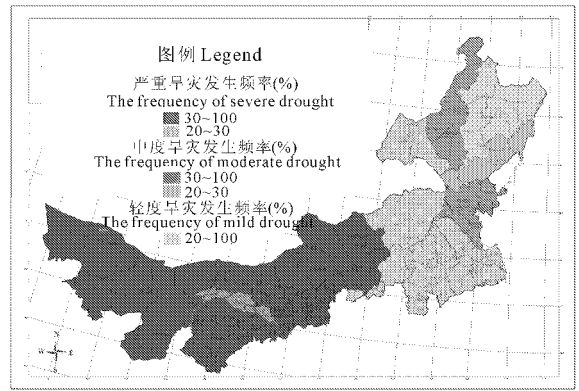 图例 Legend
严重旱灾发生频率(%)
The frequency of severe drought
30~100
20~30
中度旱灾发生频率(%)
The frequency of moderate drought
30~100
20~30
轻度旱灾发生频率(%)
The frequency of mild drought
20~100
N
W E
S